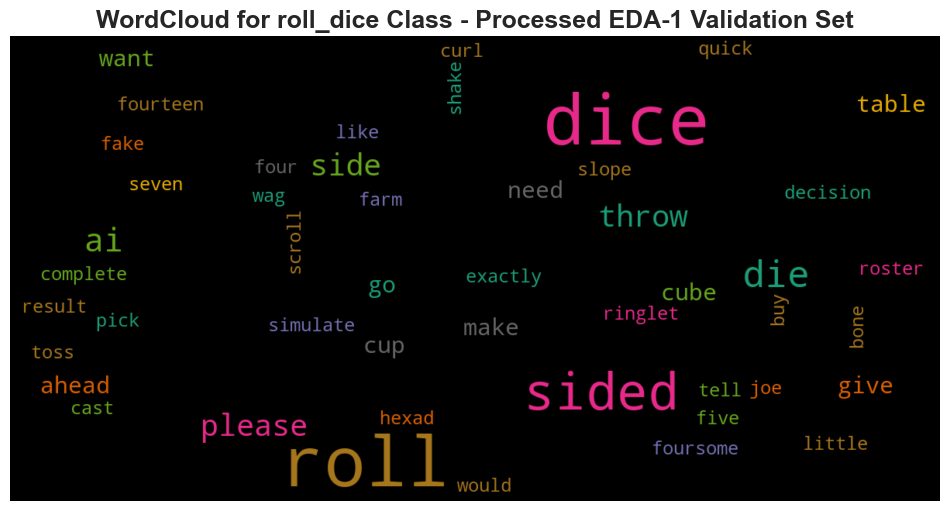 WordCloud for roll_dice Class - Processed EDA-1 Validation Set
curl
quick
want
shake
fourteen
dice
table
fake
like
four
side
slope
seven
wag
farm
need
decision
throw
ai
scroll
complete
go
exactly
die
roster
cube
result
pick
simulate
make
ringlet
buy
bone
toss
cup
ahead
cast
sided
tell
joe
give
please
hexad
five
foursome
little
roll
would